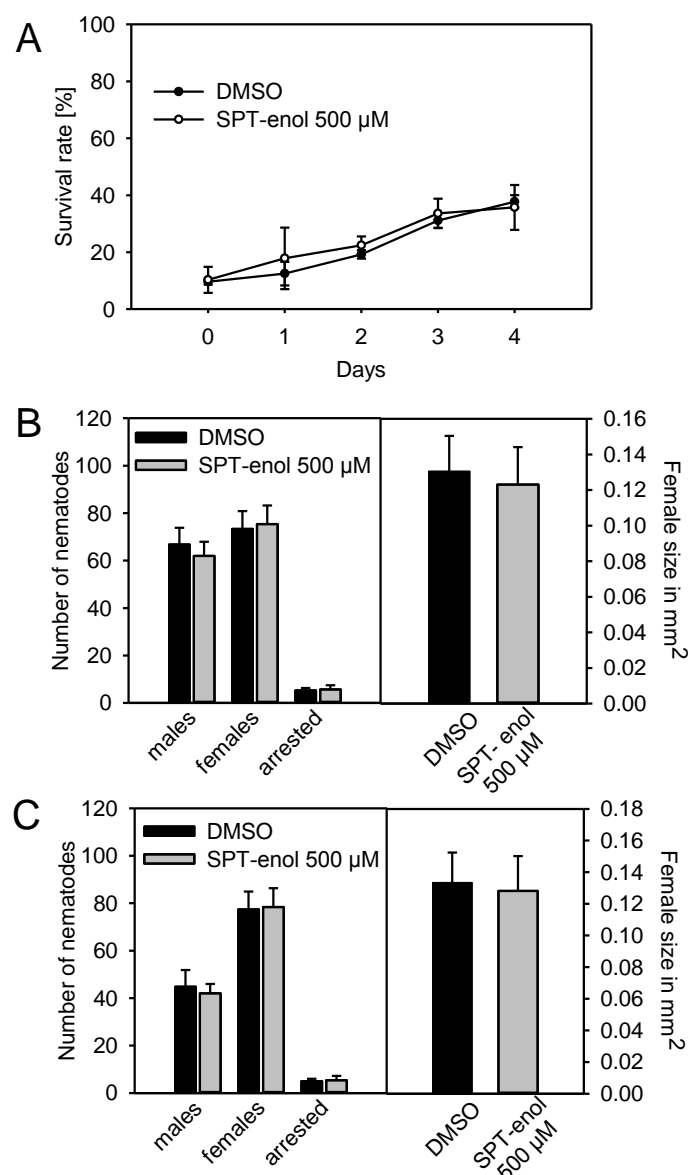 A
100
80
60
40
20
0
Survival rate [%]
DMSO
SPT-enol 500 µM
0 1 2 3 4
Days
B
120
100
80
60
40
20
0
Number of nematodes
DMSO
SPT-enol 500 µM
males
females
arrested
0.16
0.14
0.12
0.10
0.08
0.06
0.04
0.02
0.00
Female size in mm2
DMSO
SPT- enol
500 µM
C
120
100
80
60
40
20
0
Number of nematodes
DMSO
SPT-enol 500 µM
males
females
arrested
0.18
0.16
0.14
0.12
0.10
0.08
0.06
0.04
0.02
0.00
Female size in mm2
DMSO
SPT-enol
500 µM